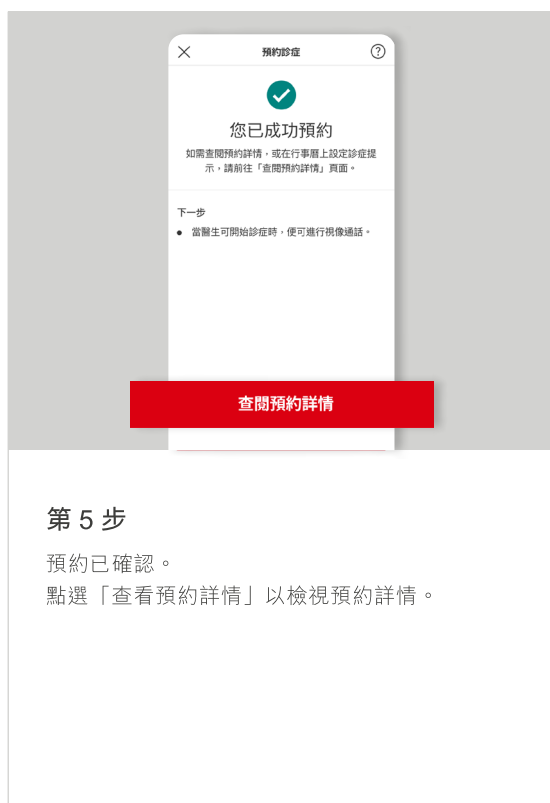 預約診症
您已成功預約
如需查閱預約詳情，或在行事曆上設定診症提
示，請前往「查閱預約詳情」頁面。
下一步
● 當醫生可開始診症時，便可進行視像通話。
查閱預約詳情
第 5 步
預約已確認。
點選「查看預約詳情」以檢視預約詳情。